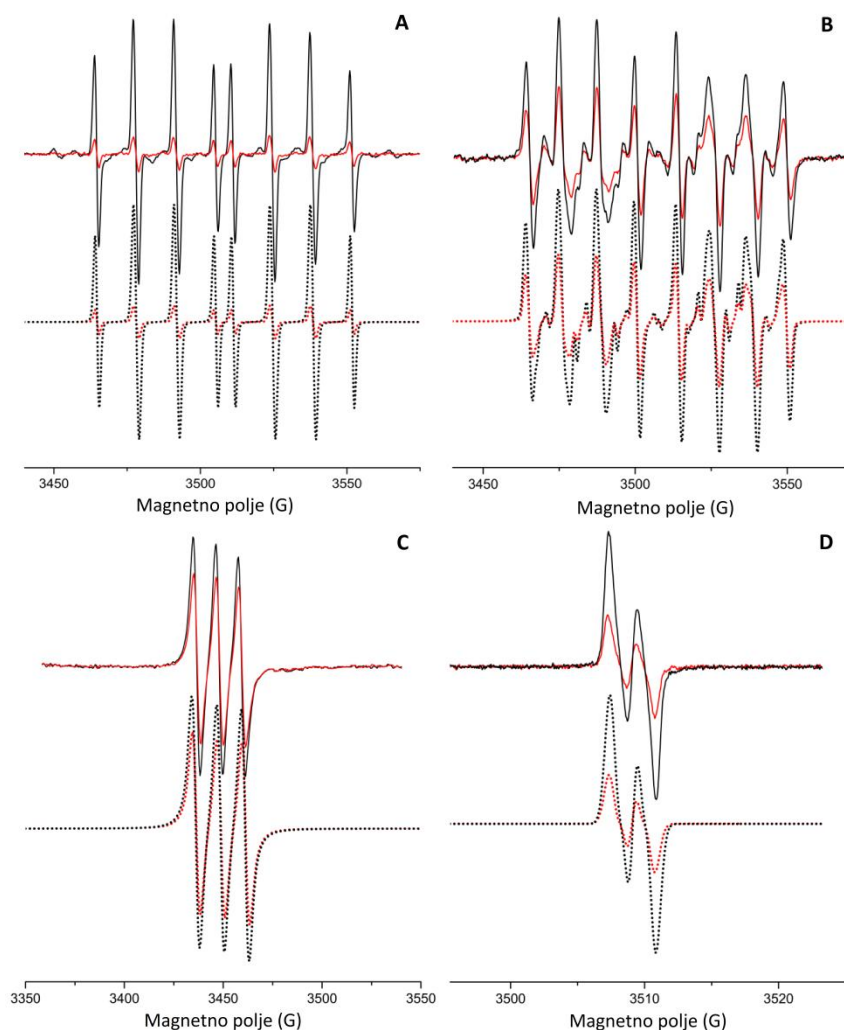 A
B
3450 3500 3550
3450 3500 3550
Magnetno polje (G)
Magnetno polje (G)
C
D
3350 3400 3450 3500 3550
3500 3510 3520
Magnetno polje (G)
Magnetno polje (G)